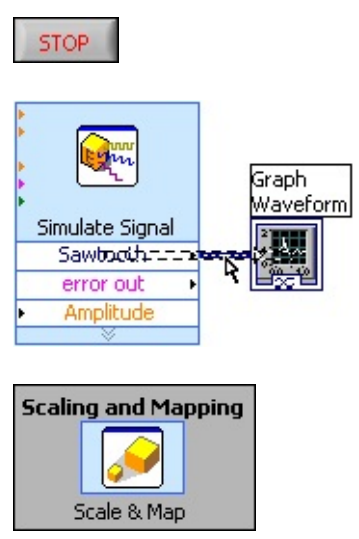 STOP
Graph
Waveform
Simulate Signal
Sawtooth
error out
Amplitude
Scaling and Mapping
Scale & Map